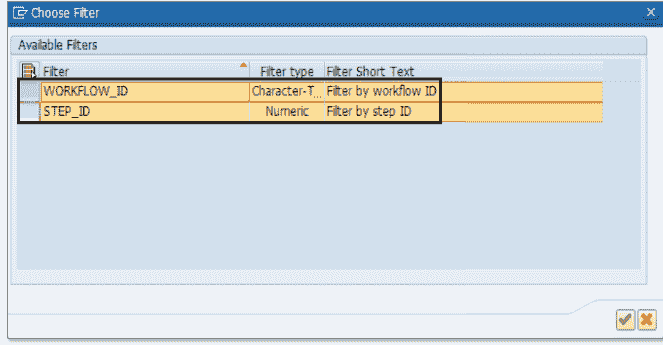 Choose Filter
Available Filters
Filter Filter type Filter Short Text
WORKFLOW_ID Character-T... Filter by workflow ID
STEP_ID Numeric Filter by step ID